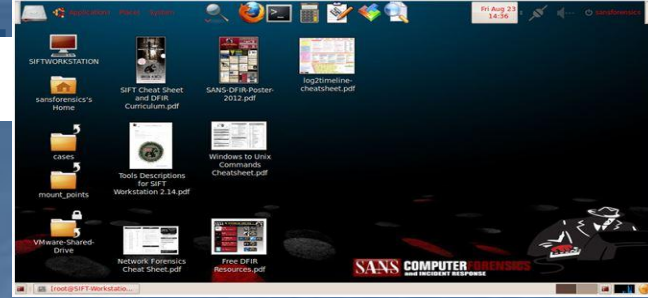 Applications Places System
Fri Aug 23
14:36
sansforensics
SIFTWORKSTATION
sansforensics's
Home
SIFT Cheat Sheet
and DFIR
Curriculum.pdf
SANS-DFIR-Poster-
2012.pdf
log2timeline-
cheatsheet.pdf
cases
mount_points
Tools Descriptions
for SIFT
Workstation 2.14.pdf
Windows to Unix
Commands
Cheatsheet.pdf
VMware-Shared-
Drive
Network Forensics
Cheat Sheet.pdf
Free DFIR
Resources.pdf
SANS COMPUTER FORENSICS
and INCIDENT RESPONSE
[root@SIFT-Workstatio...